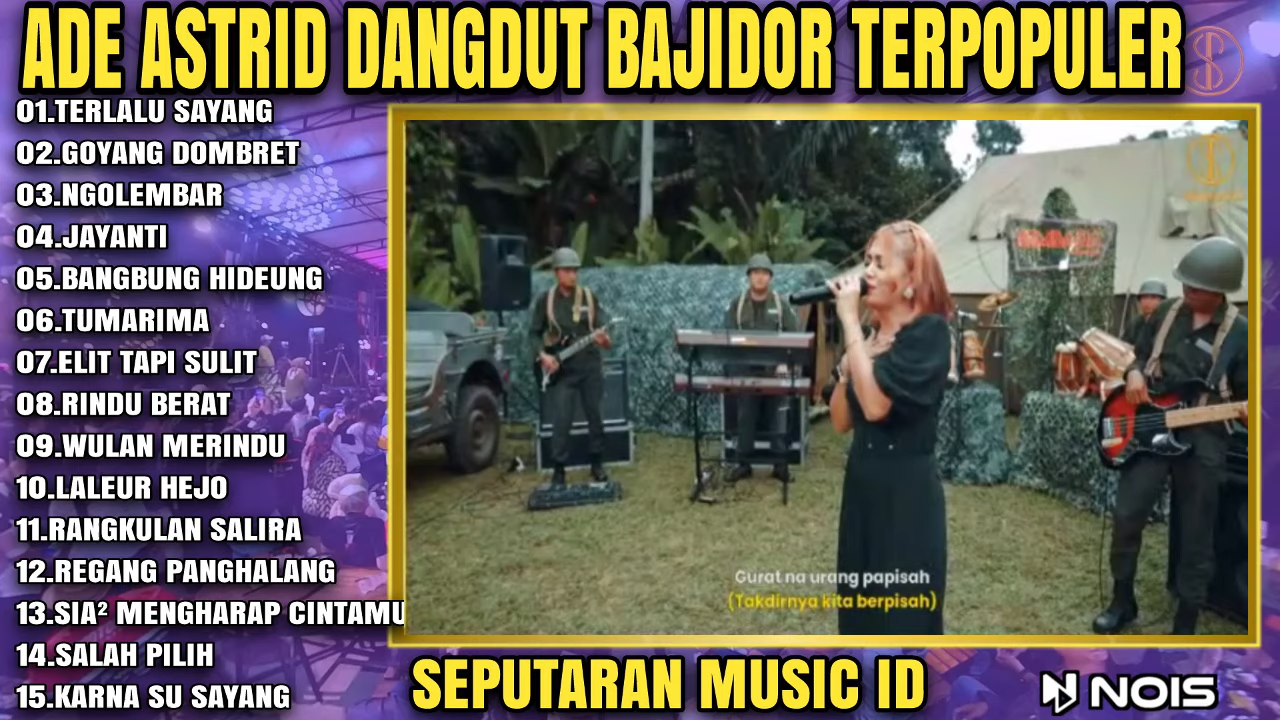 ADE ASTRID DANGDUT BAJIDOR TERPOPULER
01.TERLALU SAYANG
02.GOYANG DOMBRET
03.NGOLEMBAR
04.JAYANTI
05.BANGBUNG HIDEUNG
06.TUMARIMA
07.ELIT TAPI SULIT
08.RINDU BERAT
09.WULAN MERINDU
10.LALEUR HEJO
11.RANGKULAN SALIRA
12.REGANG PANGHALANG
13.SIA² MENGHARAP CINTAMU
14.SALAH PILIH
15.KARNA SU SAYANG
Gurat na urang papisah
(Takdirnya kita berpisah)
SEPUTARAN MUSIC ID
NOIS